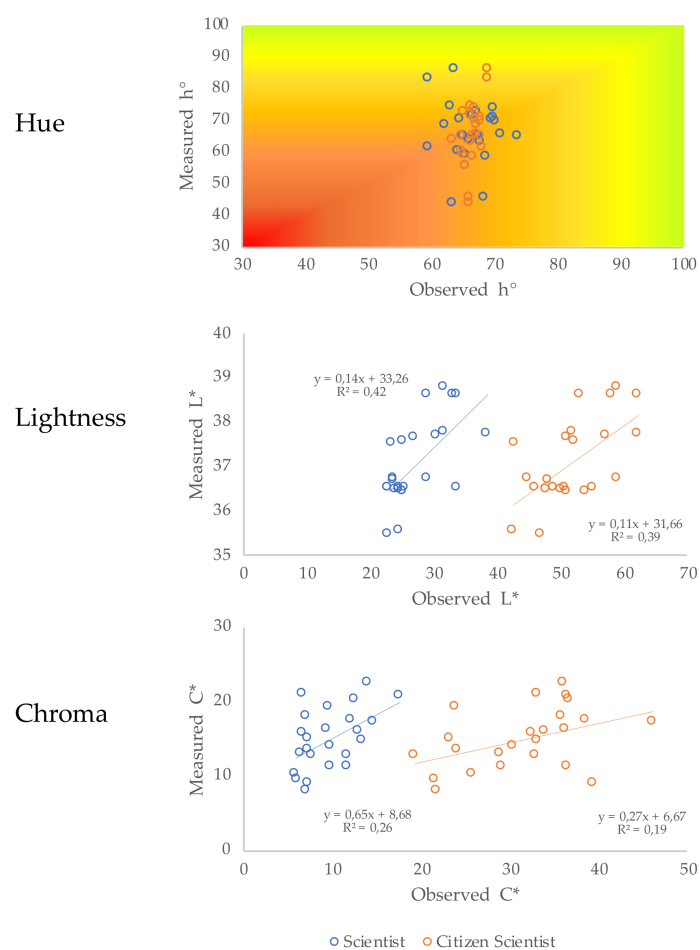 Hue
Measured h°
100
90
80
70
60
50
40
30
30 40 50 60 70 80 90 100
Observed h°
Lightness
Measured L*
40
39
38
37
36
35
y = 0,14x + 33,26
R² = 0,42
y = 0,11x + 31,66
R² = 0,39
0 10 20 30 40 50 60 70
Observed L*
Chroma
Measured C*
30
20
10
0
y = 0,65x + 8,68
R² = 0,26
y = 0,27x + 6,67
R² = 0,19
0 10 20 30 40 50
Observed C*
Scientist Citizen Scientist